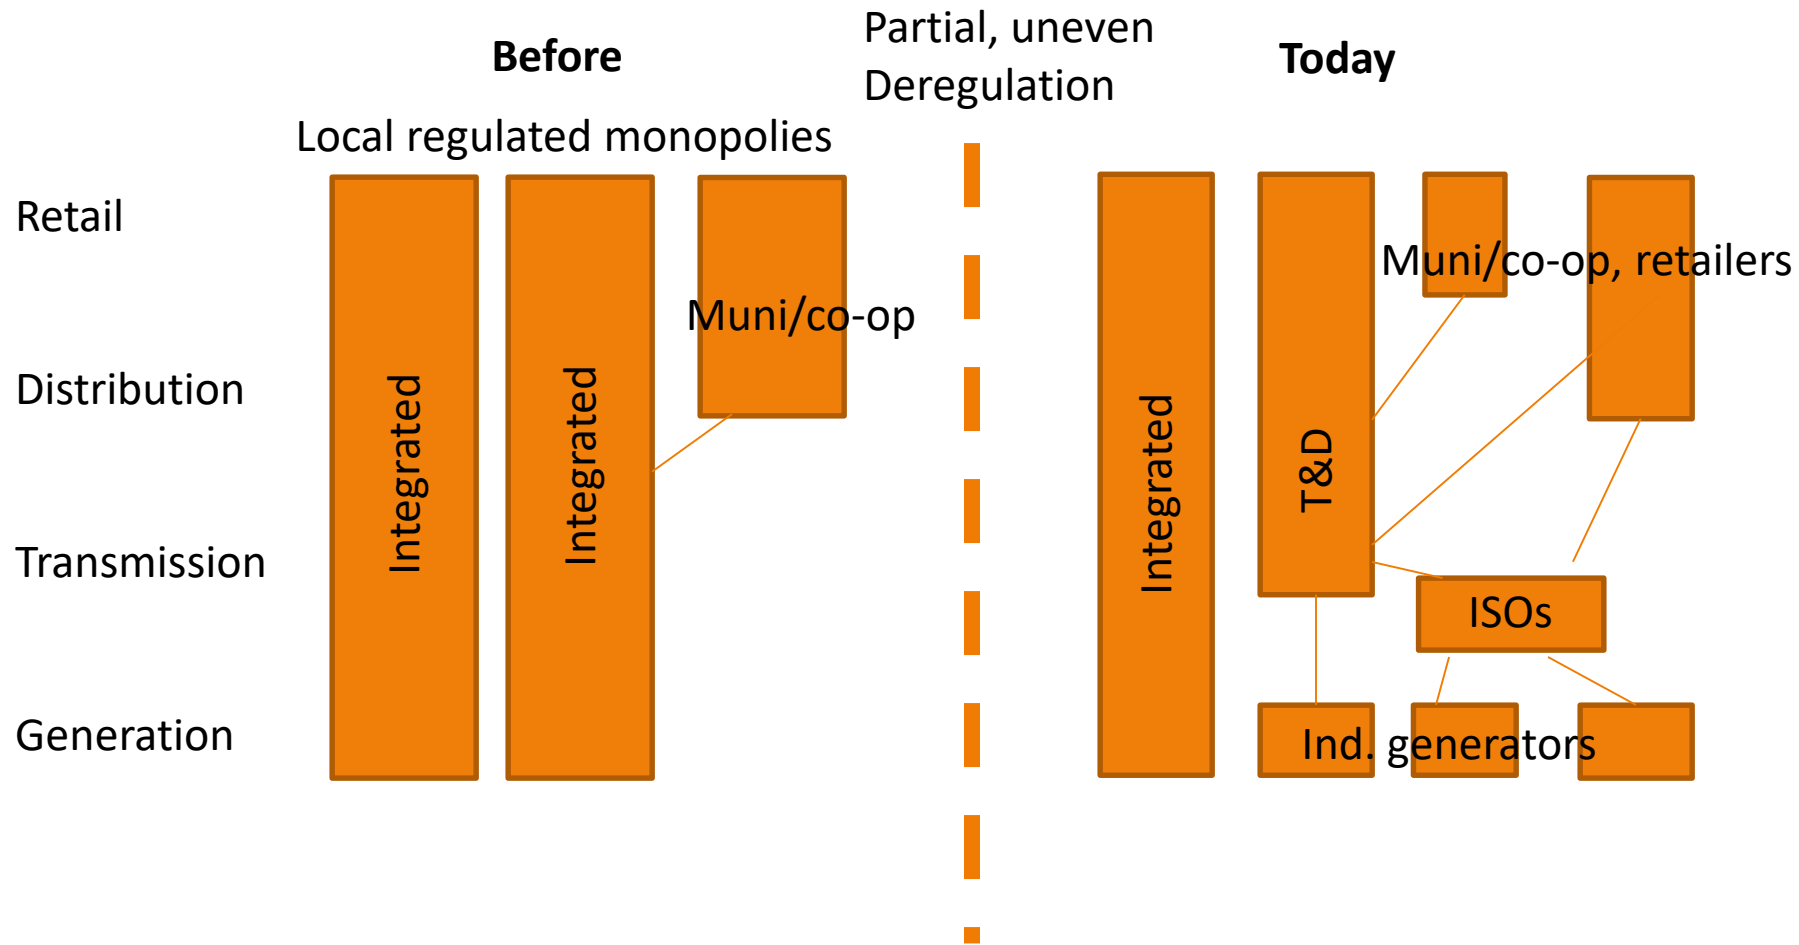 Before
Partial, uneven
Deregulation
Today
Local regulated monopolies
Retail
Distribution
Transmission
Generation
Integrated
Integrated
Muni/co-op
Integrated
T&D
Muni/co-op, retailers
ISOs
Ind. generators